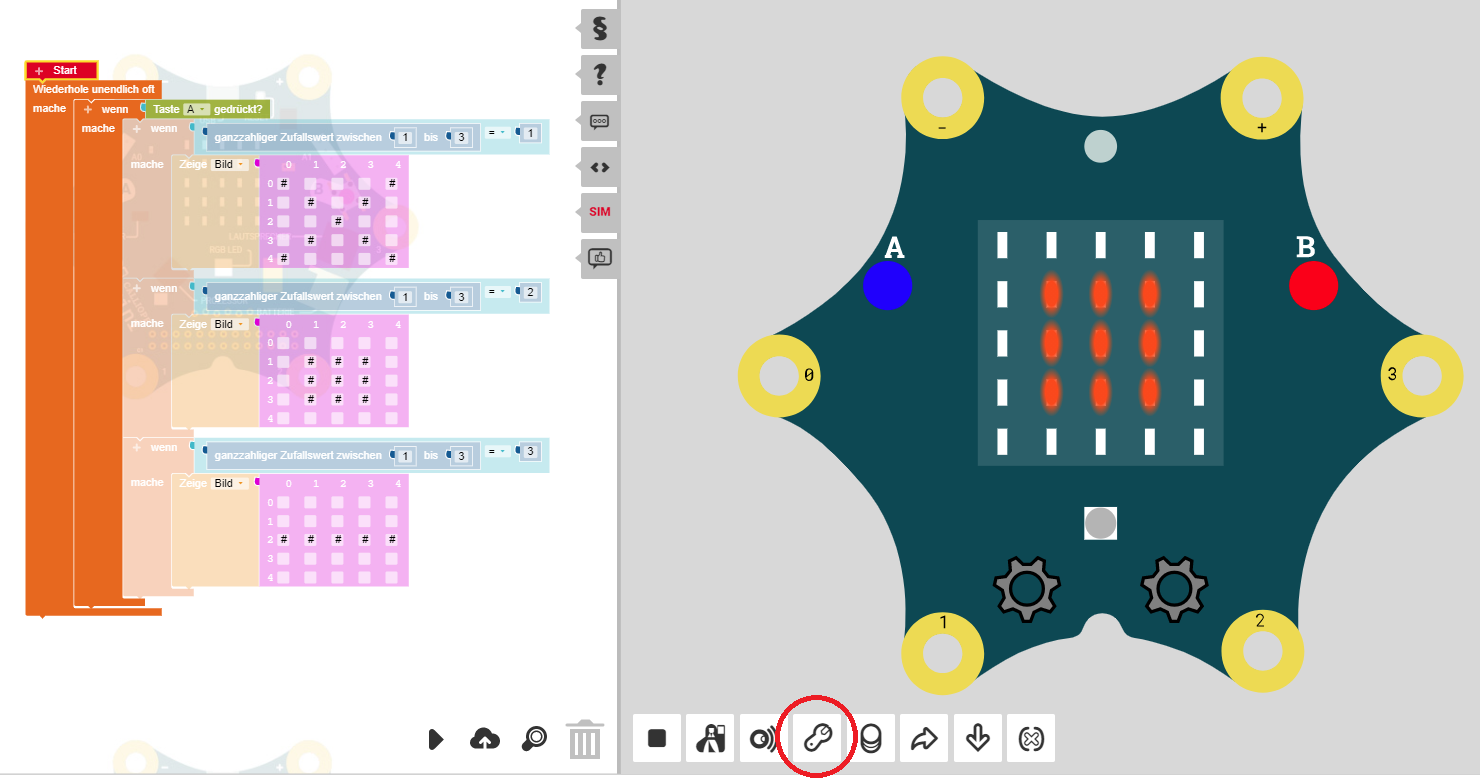 + Start
Wiederhole unendlich oft
mache + wenn Taste A gedrückt?
mache + wenn ganzzahliger Zufallswert zwischen 1 bis 3 = 1
mache Zeige Bild 0 1 2 3 4
0 # #
1 # #
2 #
3 # #
4 # #
+ wenn ganzzahliger Zufallswert zwischen 1 bis 3 = 2
mache Zeige Bild 0 1 2 3 4
0
1 # # #
2 # # #
3 # # #
4
+ wenn ganzzahliger Zufallswert zwischen 1 bis 3 = 3
mache Zeige Bild 0 1 2 3 4
0
1
2 # # # # #
3
4
§
?
SIM
RGB LED
- +
A B
0 3
1 2